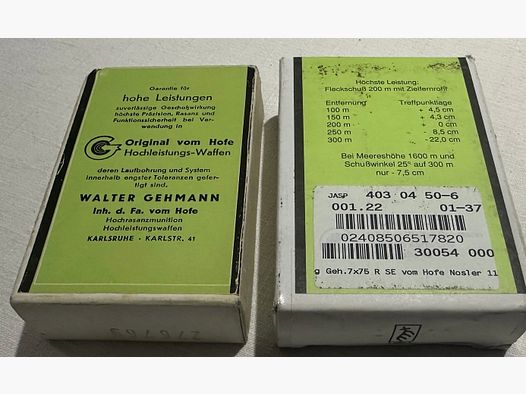 Garantie für
hohe Leistungen
zuverlässige Geschoßwirkung
höchste Präzision, Rasanz und
Funktionssicherheit bei Ver-
wendung in
Original vom Hofe
Hochleistungs-Waffen
deren Laufbohrung und System
innerhalb engster Toleranzen gefer-
tigt sind.
WALTER GEHMANN
Inh. d. Fa. vom Hofe
Hochrasanzmunition
Hochleistungswaffen
KARLSRUHE · KARLSTR. 41
Höchste Leistung:
Fleckschuß 200 m mit Zielfernrohr
Entfernung Treffpunktlage
100 m + 4,5 cm
150 m + 4,3 cm
200 m + 0 cm
250 m 8,5 cm
300 m - 22,0 cm
Bei Meereshöhe 1600 m und
Schußwinkel 25° auf 300 m
nur - 7,5 cm
JASP 403 04 50-6
001.22 01-37
02408506517820
30054 000
g Geh.7x75 R SE vom Hofe Nosler 11